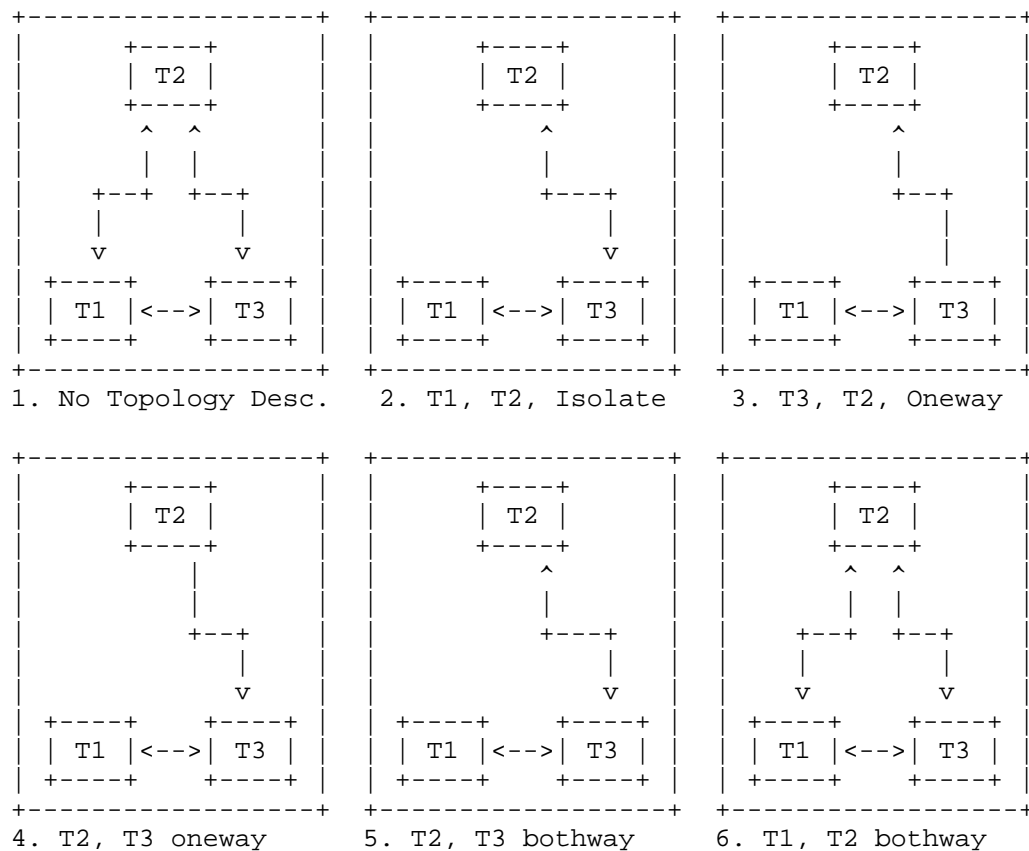 T2
T1 <--> T3
1. No Topology Desc.
T2
T1 <--> T3
2. T1, T2, Isolate
T2
T1 <--> T3
3. T3, T2, Oneway
T2
T1 <--> T3
4. T2, T3 oneway
T2
T1 <--> T3
5. T2, T3 bothway
T2
T1 <--> T3
6. T1, T2 bothway